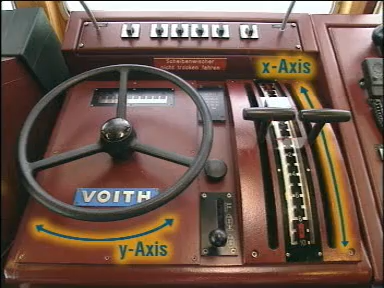 Scheibenwischer
nicht trocken fahren
x-Axis
VOITH
y-Axis